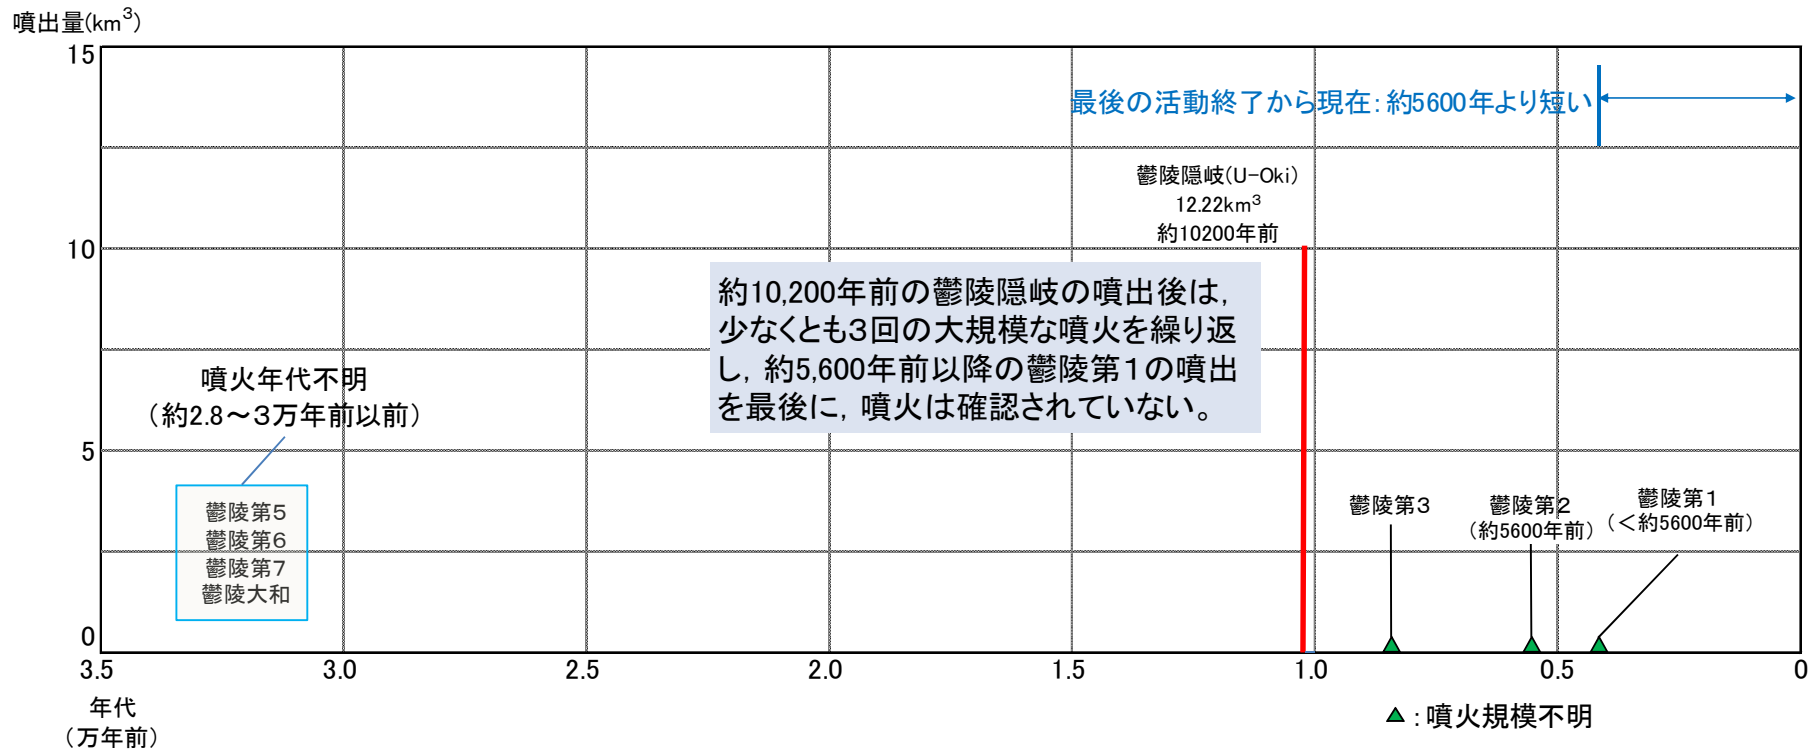 噴出量(km³)
15
10
5
0
最後の活動終了から現在：約5600年より短い
鬱陵隠岐(U-Oki)
12.22km³
約10200年前
約10,200年前の鬱陵隠岐の噴出後は，
少なくとも３回の大規模な噴火を繰り返
し，約5,600年前以降の鬱陵第１の噴出
を最後に，噴火は確認されていない。
噴火年代不明
（約2.8～３万年前以前）
鬱陵第５
鬱陵第６
鬱陵第７
鬱陵大和
鬱陵第３
鬱陵第２
（約5600年前）
鬱陵第１
（＜約5600年前）
3.5 3.0 2.5 2.0 1.5 1.0 0.5 0
年代
（万年前）
▲：噴火規模不明